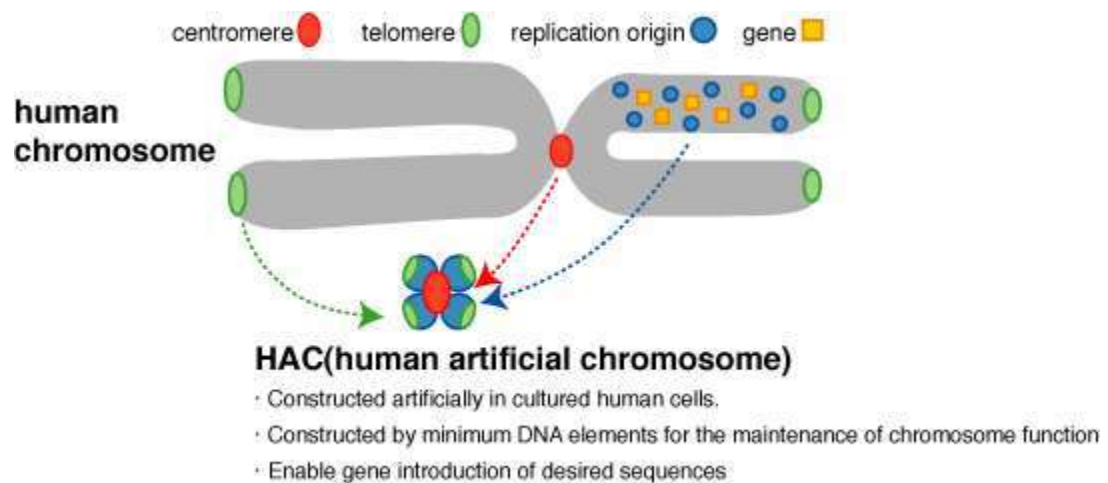 centromere telomere replication origin gene
human
chromosome
HAC(human artificial chromosome)
· Constructed artificially in cultured human cells.
· Constructed by minimum DNA elements for the maintenance of chromosome function
· Enable gene introduction of desired sequences